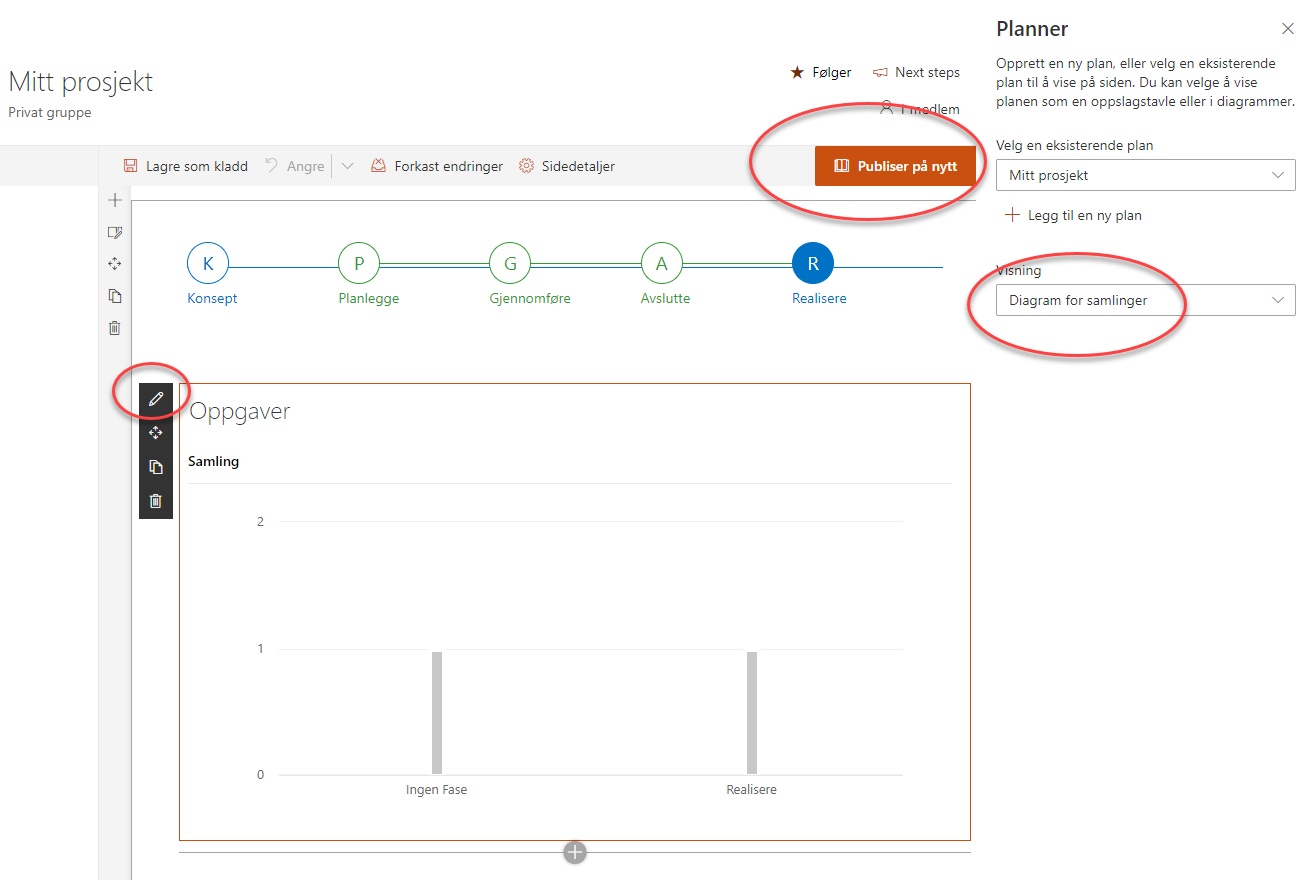 Mitt prosjekt
Privat gruppe
Følger
Next steps
1 medlem
Lagre som kladd
Angre
Forkast endringer
Sidedetaljer
Publiser på nytt
K
P
G
A
R
Konsept
Planlegge
Gjennomføre
Avslutte
Realisere
Oppgaver
Samling
2
1
0
Ingen Fase
Realisere
Planner
Opprett en ny plan, eller velg en eksisterende
plan til å vise på siden. Du kan velge å vise
planen som en oppslagstavle eller i diagrammer.
Velg en eksisterende plan
Mitt prosjekt
Legg til en ny plan
Visning
Diagram for samlinger